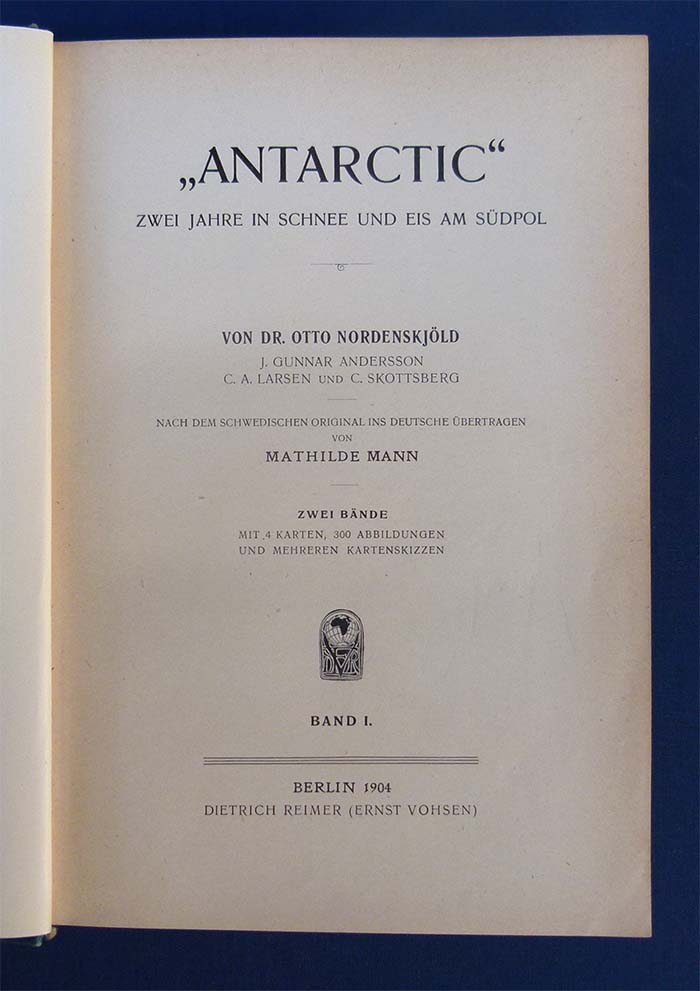 „ANTARCTIC“
ZWEI JAHRE IN SCHNEE UND EIS AM SÜDPOL
VON DR. OTTO NORDENSKJÖLD
J. GUNNAR ANDERSSON
C. A. LARSEN UND C. SKOTTSBERG
NACH DEM SCHWEDISCHEN ORIGINAL INS DEUTSCHE ÜBERTRAGEN
VON
MATHILDE MANN
ZWEI BÄNDE
MIT 4 KARTEN, 300 ABBILDUNGEN
UND MEHREREN KARTENSKIZZEN
BAND I.
BERLIN 1904
DIETRICH REIMER (ERNST VOHSEN)